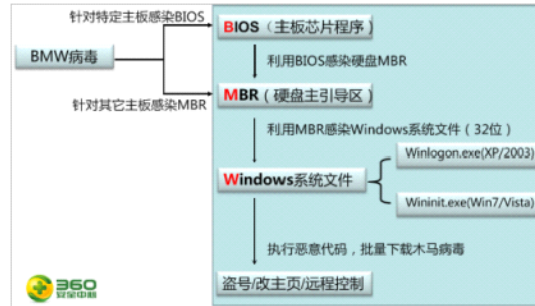 针对特定主板感染BIOS
BIOS（主板芯片程序）
BMW病毒
利用BIOS感染硬盘MBR
针对其它主板感染MBR
MBR（硬盘主引导区）
利用MBR感染Windows系统文件（32位）
Winlogon.exe(XP/2003)
Windows系统文件
Wininit.exe(Win7/Vista)
执行恶意代码，批量下载木马病毒
盗号/改主页/远程控制
360
安全中心